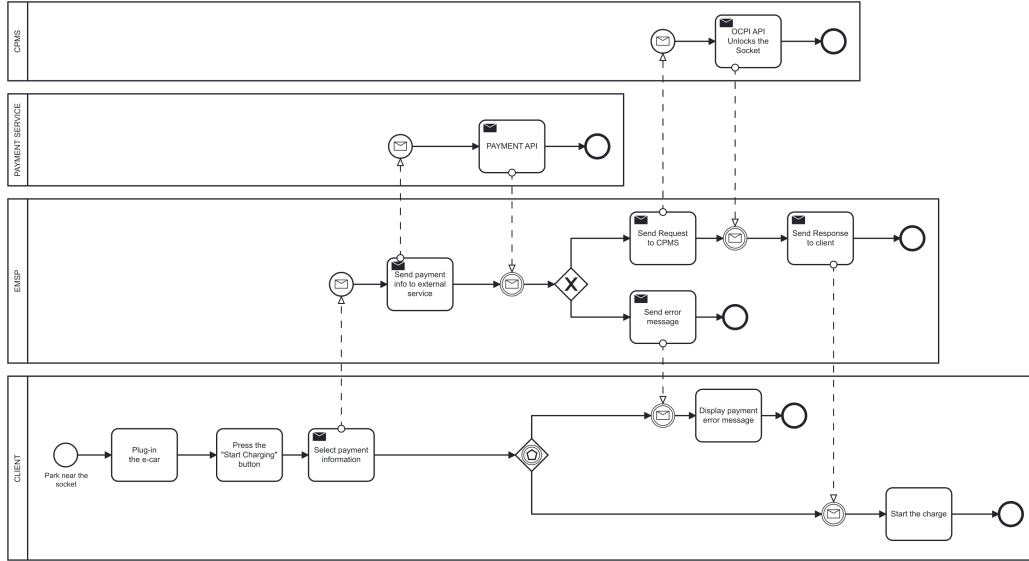 CPMS
OCPI API
Unlocks the
Socket
PAYMENT SERVICE
PAYMENT API
EMSP
Send Request
to CPMS
Send Response
to client
Send payment
info to external
service
Send error
message
CLIENT
Display payment
error message
Park near the
socket
Plug-in
the e-car
Press the
"Start Charging"
button
Select payment
information
Start the charge